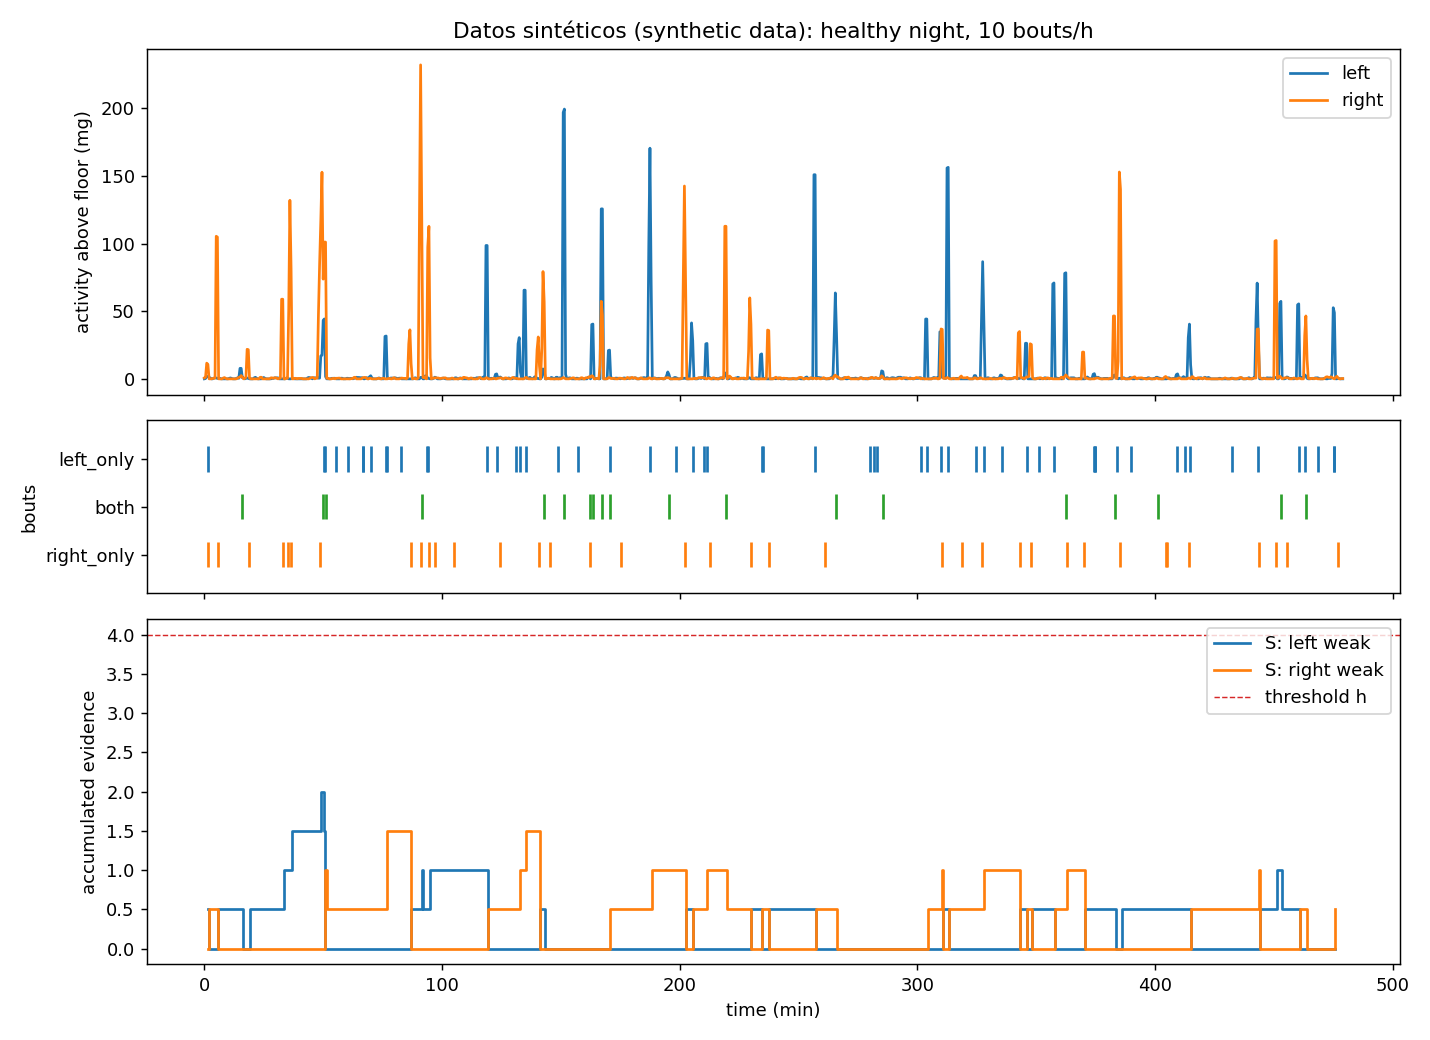 Datos sintéticos (synthetic data): healthy night, 10 bouts/h
activity above floor (mg)
200
150
100
50
0
left
right
bouts
left_only
both
right_only
accumulated evidence
4.0
3.5
3.0
2.5
2.0
1.5
1.0
0.5
0.0
S: left weak
S: right weak
threshold h
0 100 200 300 400 500
time (min)